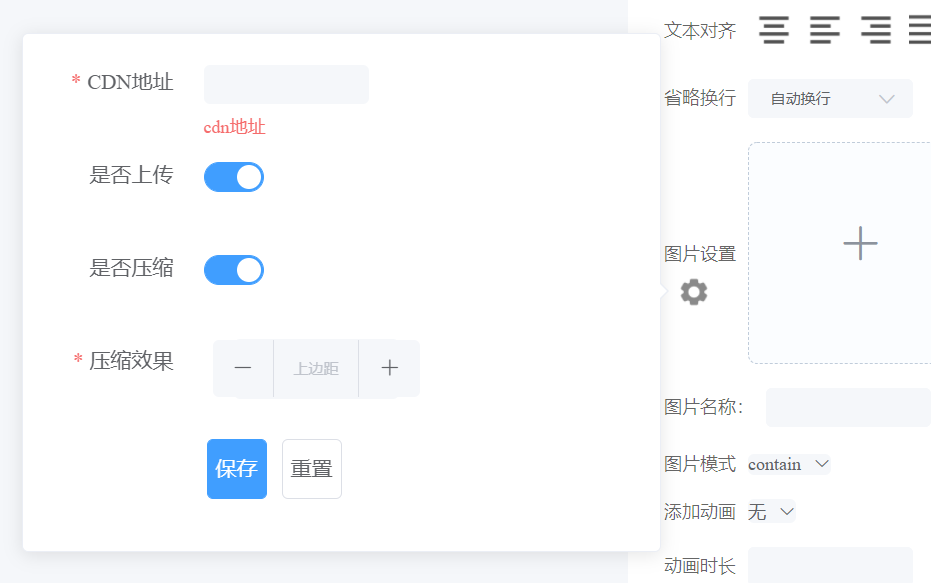 * CDN地址
cdn地址
是否上传
是否压缩
* 压缩效果
上边距
保存 重置
文本对齐
省略换行 自动换行
图片设置
图片名称：
图片模式 contain
添加动画 无
动画时长